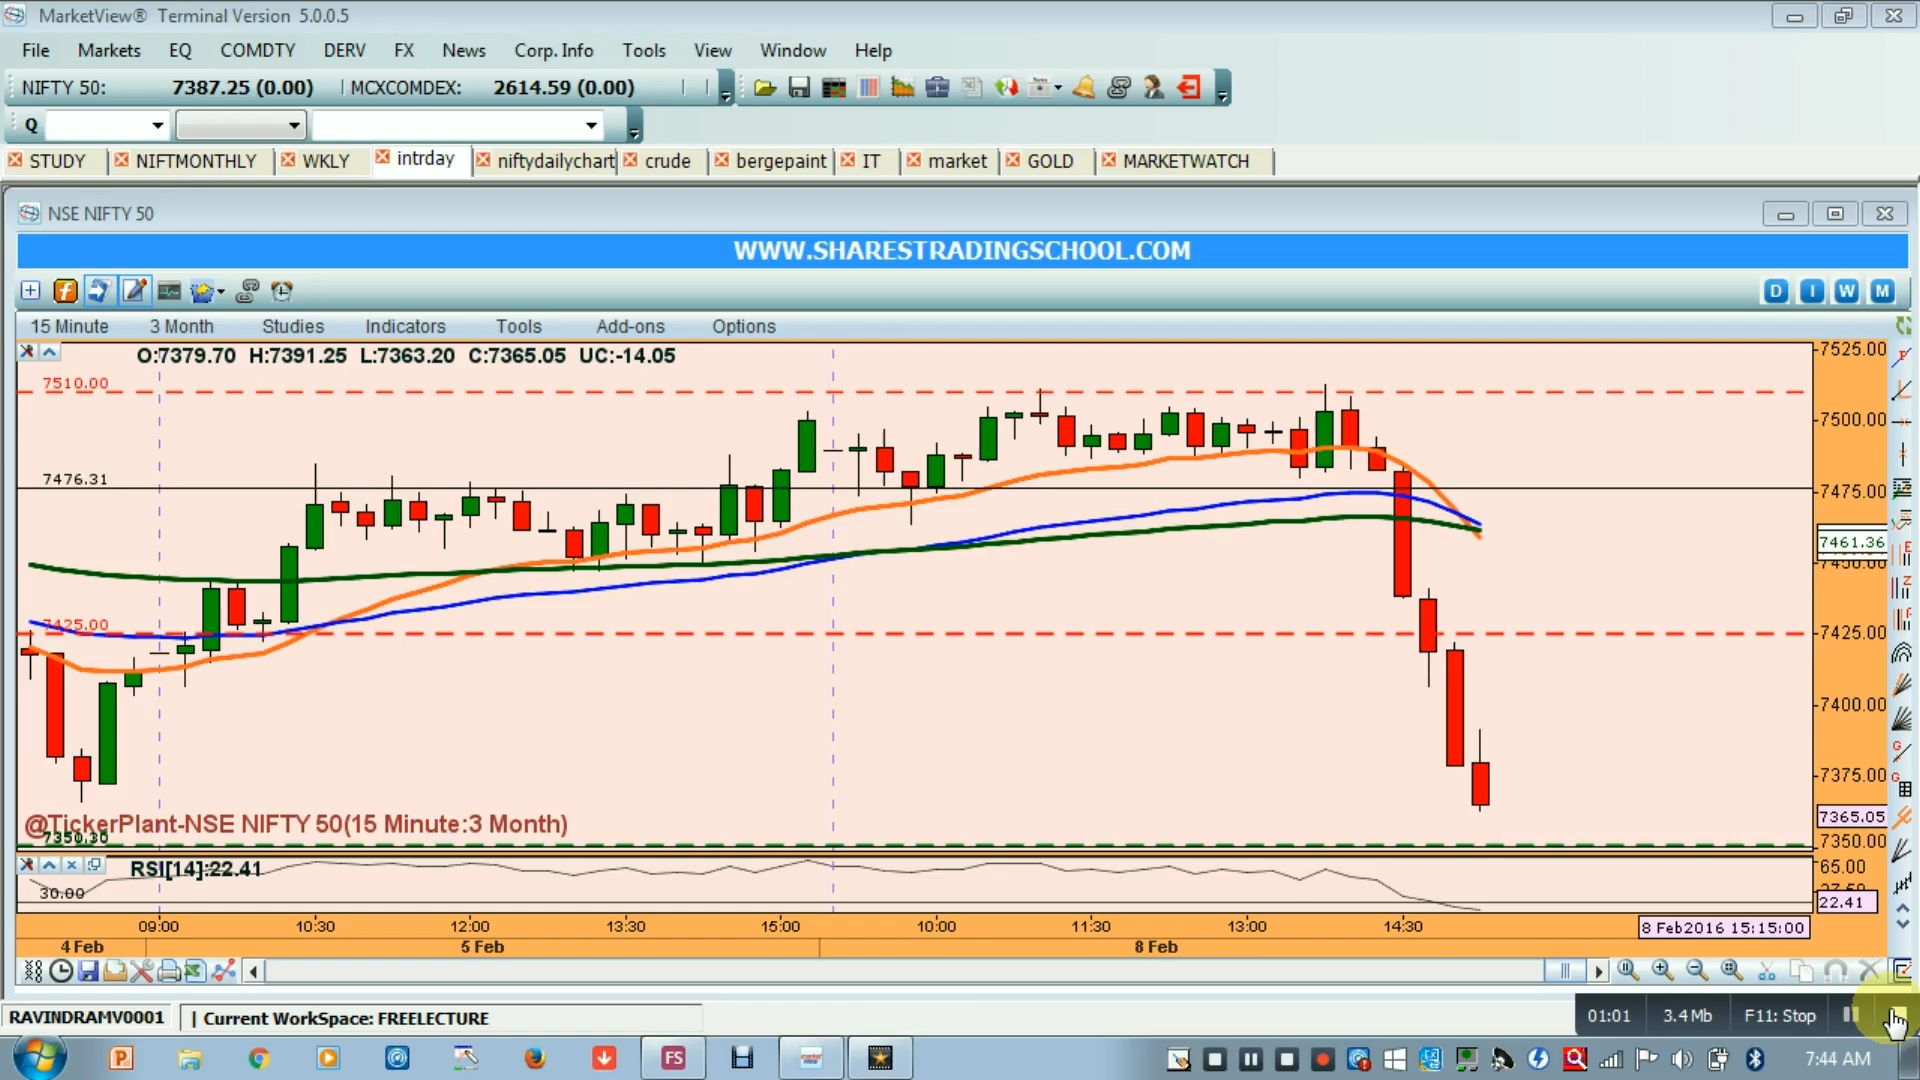 MarketView® Terminal Version 5.0.0.5
File Markets EQ COMDTY DERV FX News Corp. Info Tools View Window Help
NIFTY 50: 7387.25 (0.00) MCXCOMDEX: 2614.59 (0.00)
Q
STUDY NIFTMONTHLY WKLY intrday niftydailychart crude bergepaint IT market GOLD MARKETWATCH
NSE NIFTY 50
WWW.SHARESTRADINGSCHOOL.COM
D I W M
15 Minute 3 Month Studies Indicators Tools Add-ons Options
O:7379.70 H:7391.25 L:7363.20 C:7365.05 UC:-14.05
7525.00
7510.00
7500.00
7476.31
7475.00
7461.36
7450.00
7425.00 7425.00
7400.00
7375.00
@TickerPlant-NSE NIFTY 50(15 Minute:3 Month)
7365.05
7350.30
7350.00
RSI[14]:22.41
65.00
30.00
22.41
09:00 10:30 12:00 13:30 15:00 10:00 11:30 13:00 14:30 8 Feb2016 15:15:00
4 Feb 5 Feb 8 Feb
RAVINDRAMV0001 | Current WorkSpace: FREELECTURE
01:01 3.4Mb F11: Stop
FS
7:44 AM